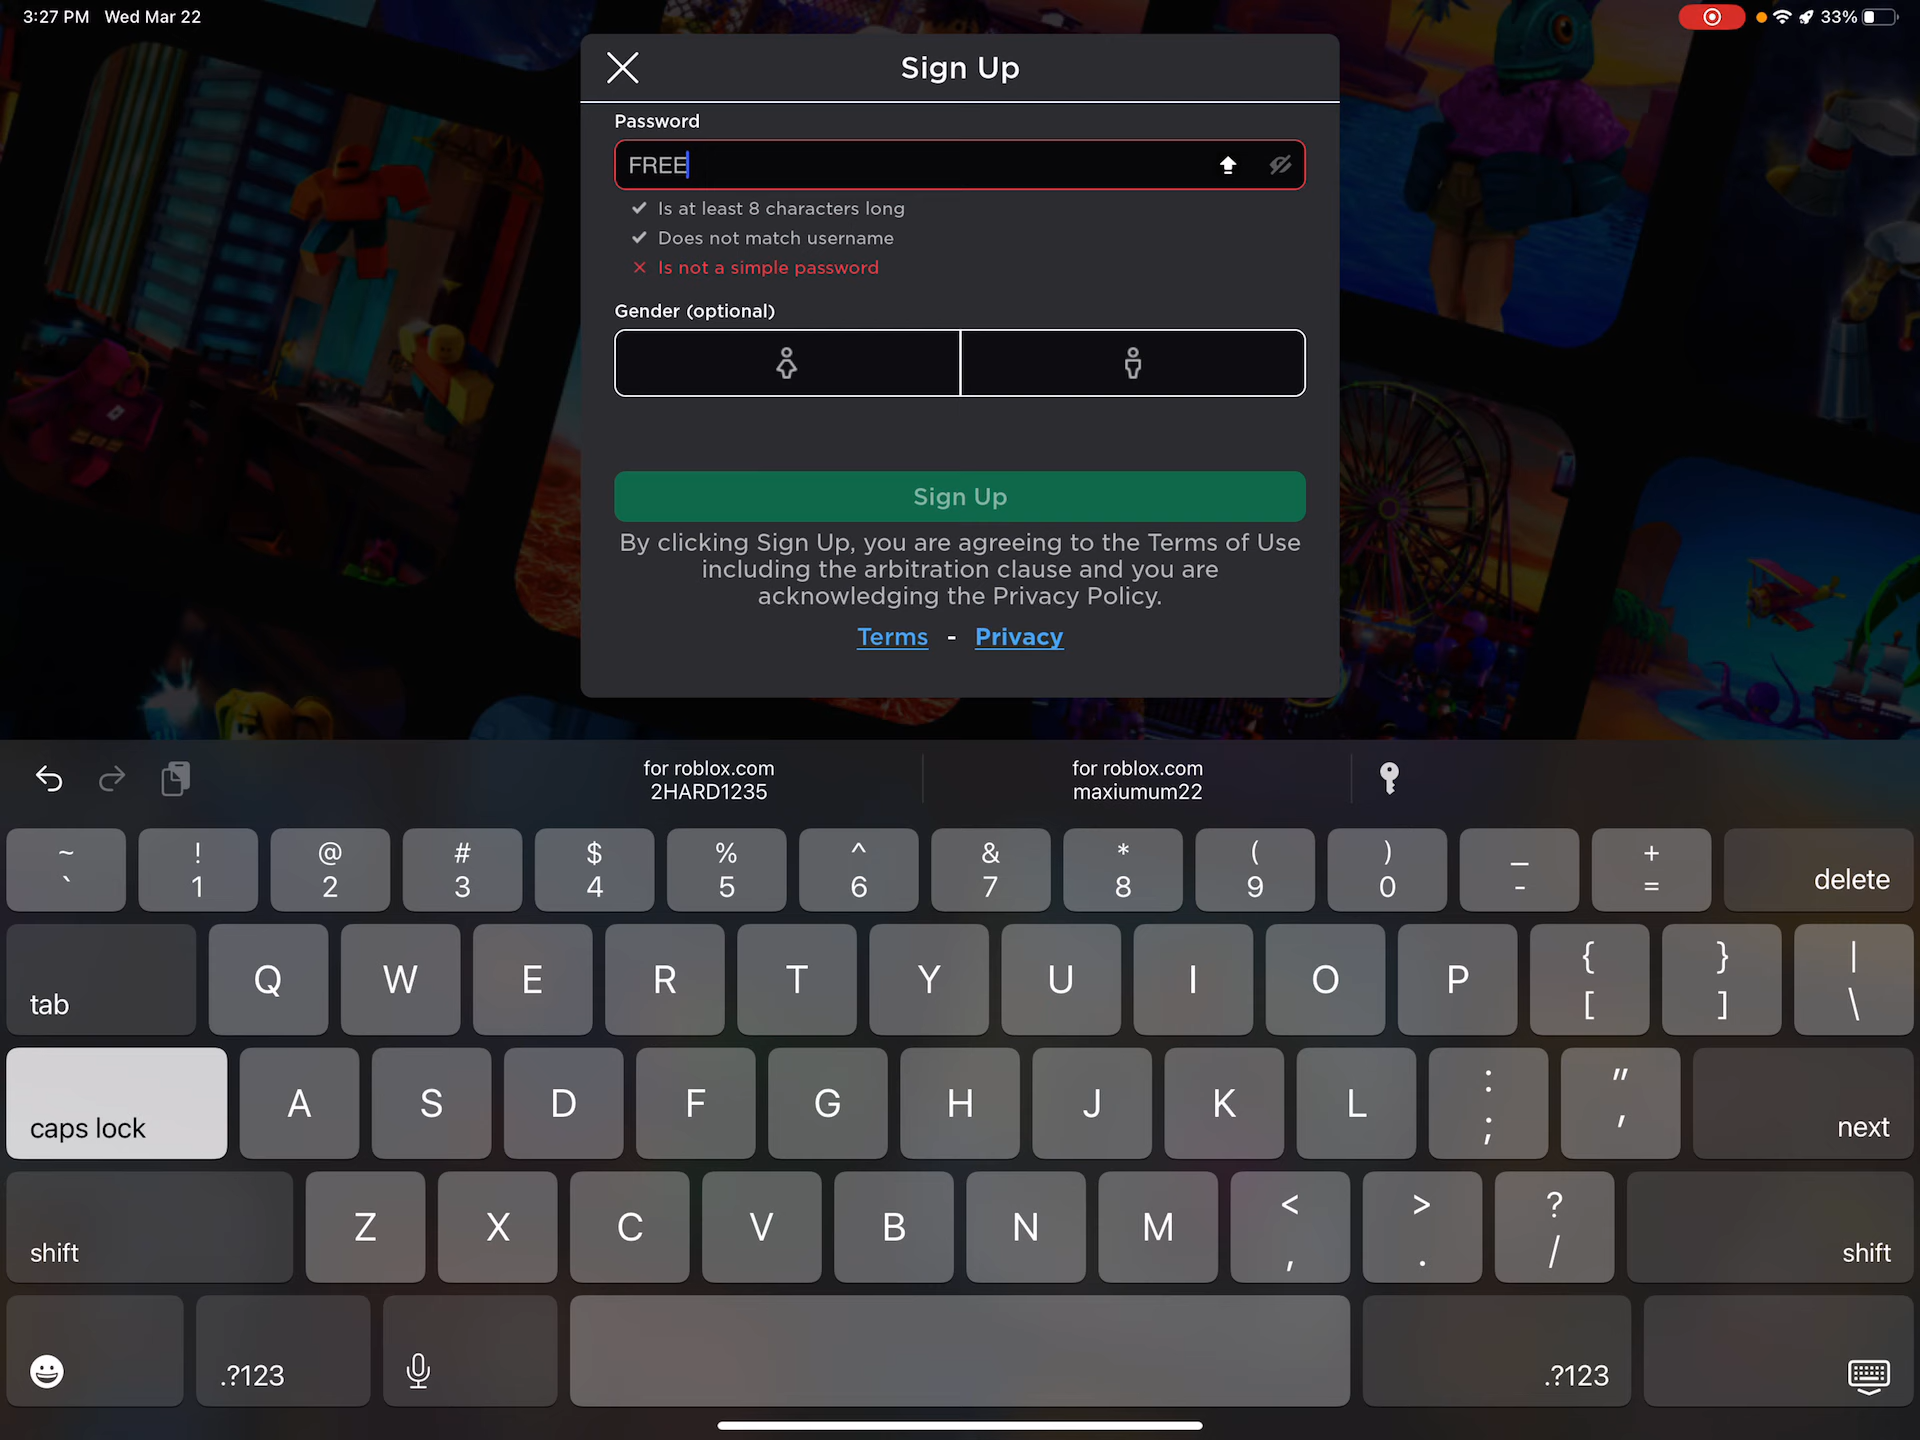 3:27 PM Wed Mar 22
33%
Sign Up
Password
FREE
Is at least 8 characters long
Does not match username
Is not a simple password
Gender (optional)
Sign Up
By clicking Sign Up, you are agreeing to the Terms of Use
including the arbitration clause and you are
acknowledging the Privacy Policy.
Terms - Privacy
for roblox.com
2HARD1235
for roblox.com
maxiumum22
~ ! @ # $ % ^ & * ( ) _ +
` 1 2 3 4 5 6 7 8 9 0 - = delete
tab Q W E R T Y U I O P { [ } ] | \
caps lock A S D F G H J K L : ; " ' next
shift Z X C V B N M < , > . ? / shift
.?123 .?123